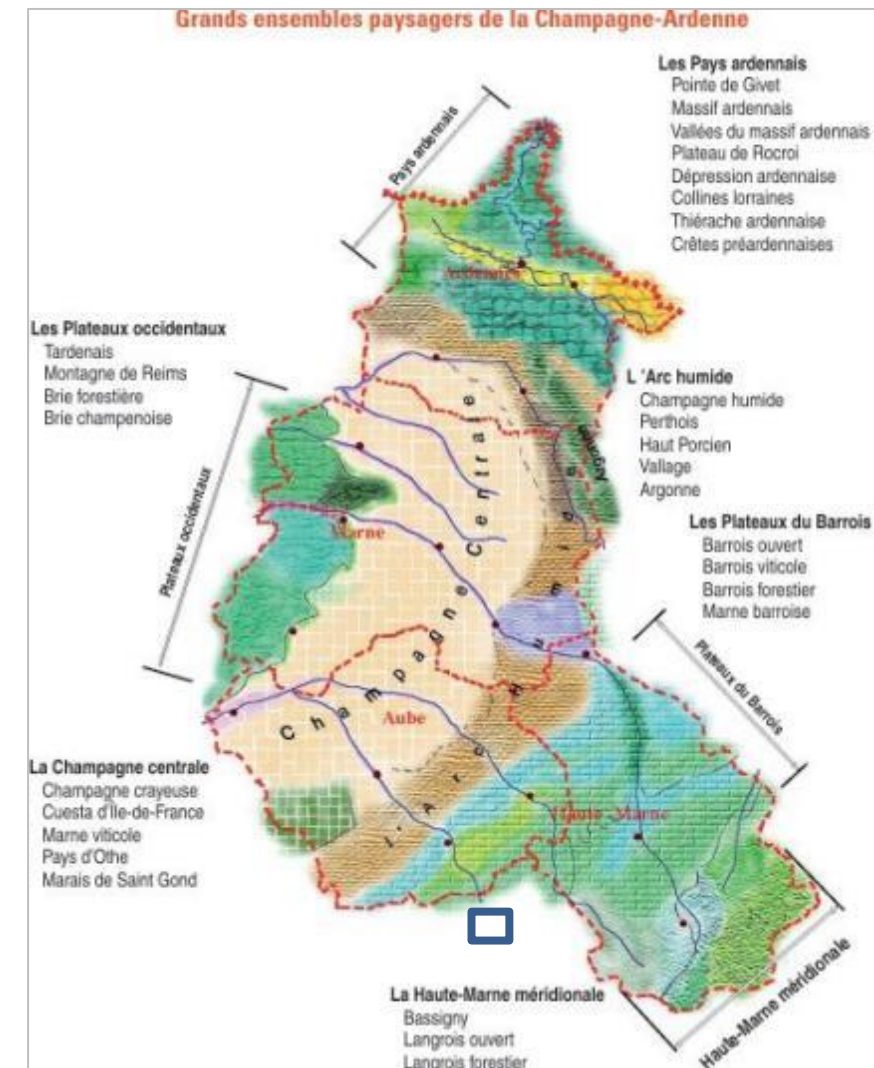 Grands ensembles paysagers de la Champagne-Ardenne
Les Pays ardennais
Pointe de Givet
Massif ardennais
Vallées du massif ardennais
Plateau de Rocroi
Dépression ardennaise
Collines lorraines
Thiérache ardennaise
Crêtes préardennaises
Pays ardennais
Ardennes
Les Plateaux occidentaux
Tardenais
Montagne de Reims
Brie forestière
Brie champenoise
Plateaux occidentaux
L 'Arc humide
Champagne humide
Perthois
Haut Porcien
Vallage
Argonne
Argonne
Marne
Champagne Centrale
L'Arc Humide
Les Plateaux du Barrois
Barrois ouvert
Barrois viticole
Barrois forestier
Marne barroise
Plateaux du Barrois
Aube
Haute-Marne
La Champagne centrale
Champagne crayeuse
Cuesta d'Ile-de-France
Marne viticole
Pays d'Othe
Marais de Saint Gond
La Haute-Marne méridionale
Bassigny
Langrois ouvert
Langrois forestier
Haute-Marne méridionale